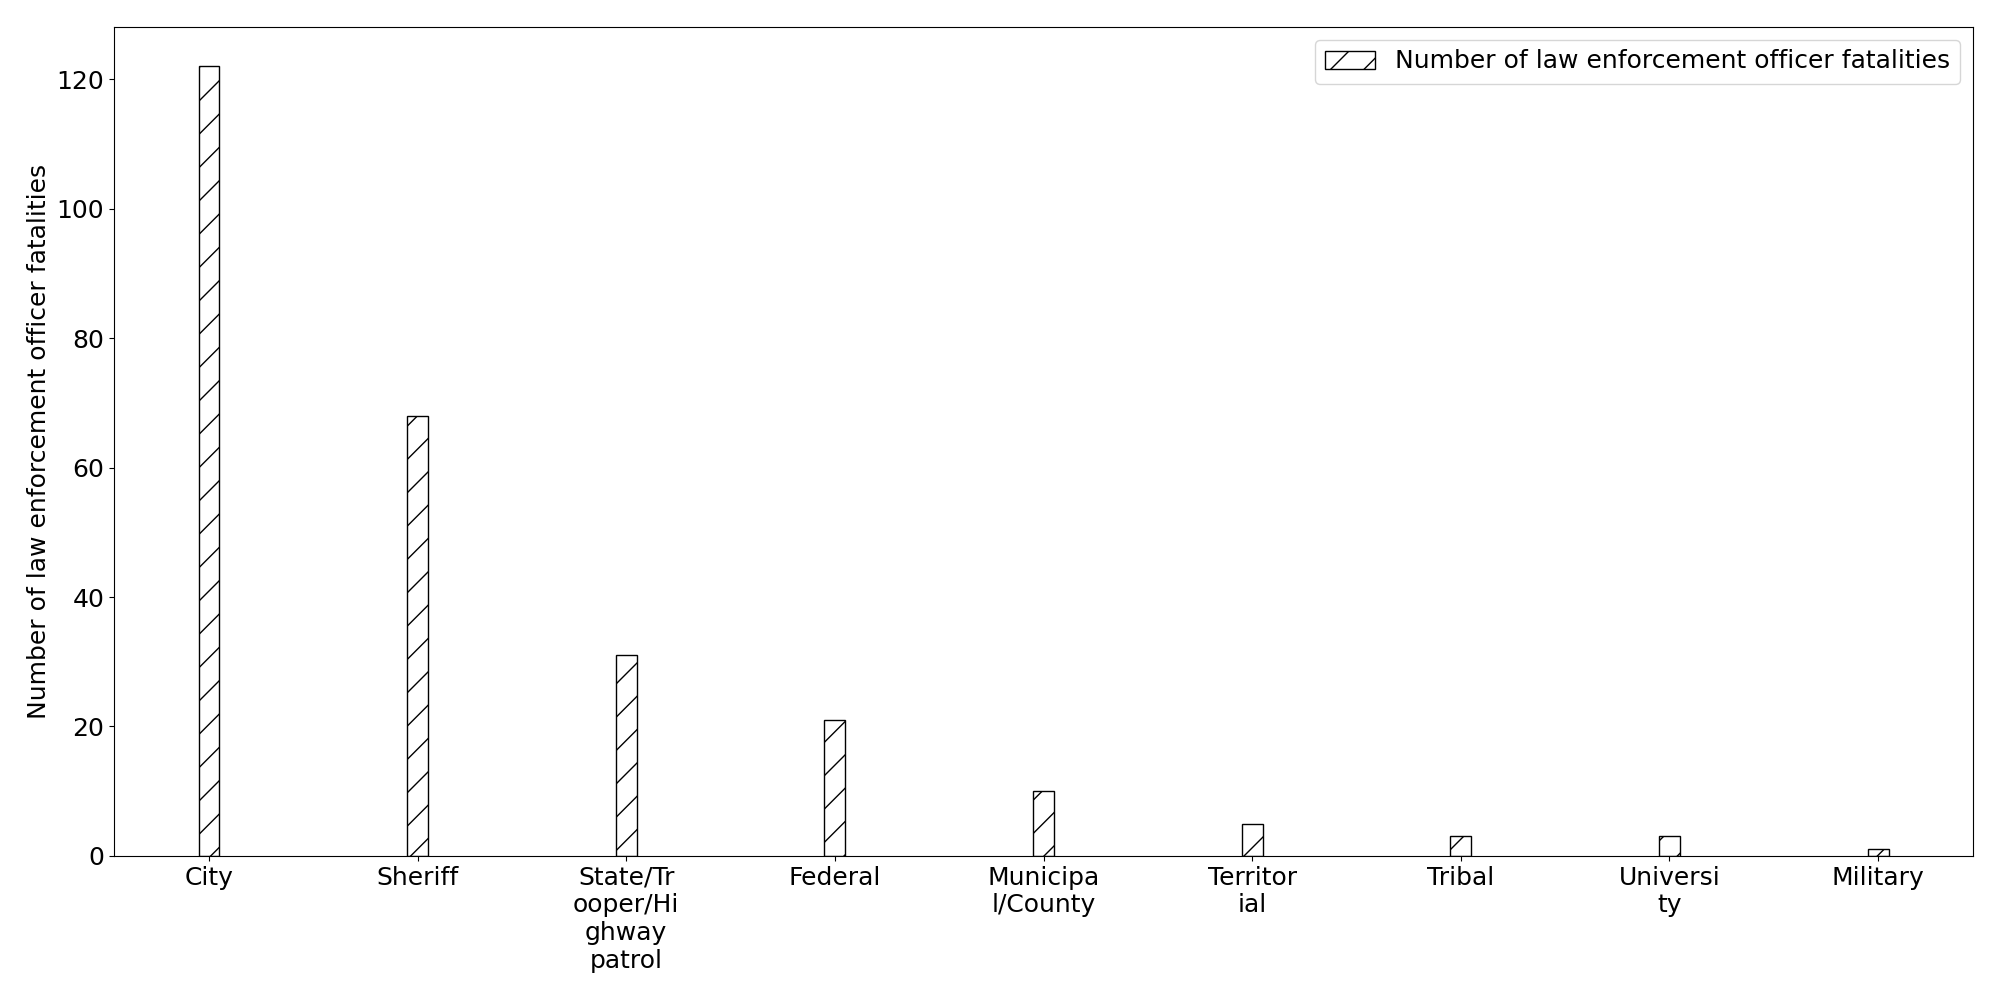 Number of law enforcement officer fatalities
Number of law enforcement officer fatalities
120
100
80
60
40
20
0
City
Sheriff
State/Tr
ooper/Hi
ghway
patrol
Federal
Municipa
l/County
Territor
ial
Tribal
Universi
ty
Military